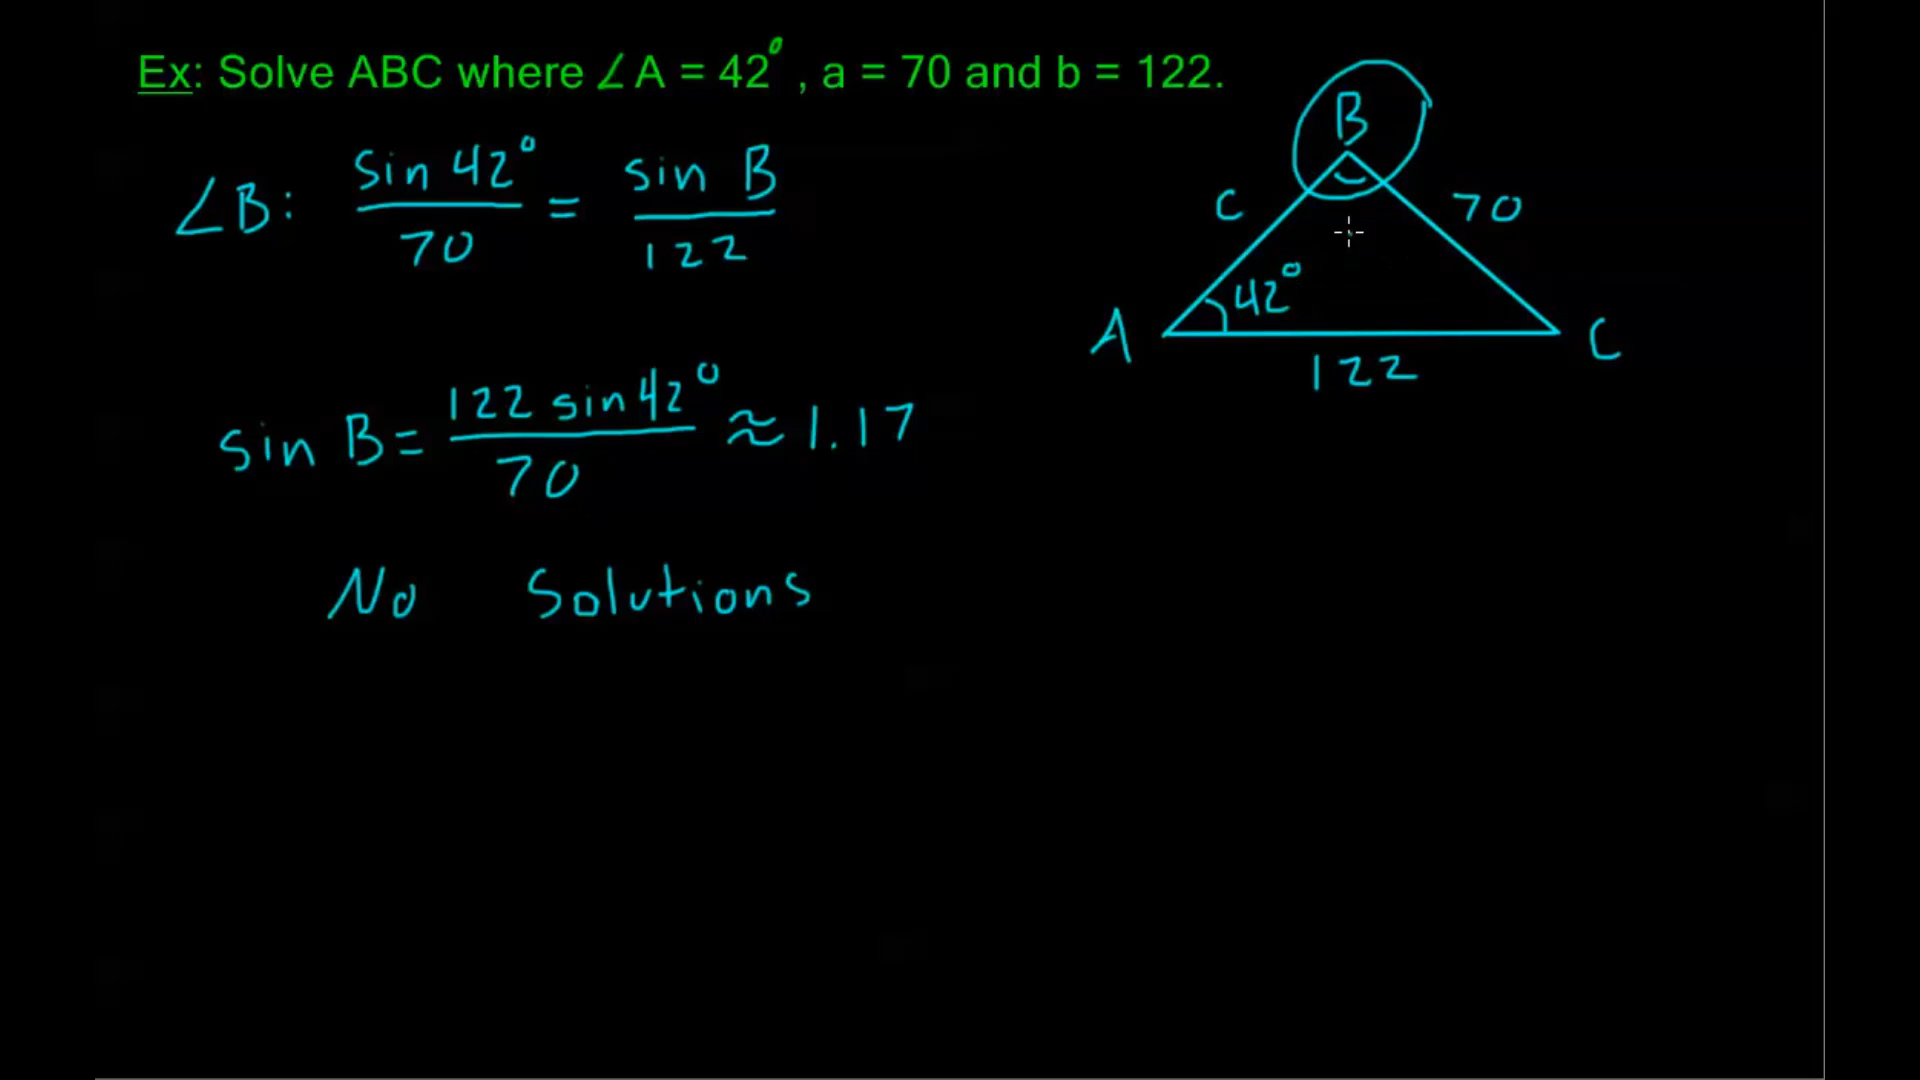 Ex: Solve ABC where ∠A = 42°, a = 70 and b = 122.
∠B: sin 42° / 70 = sin B / 122
sin B = 122 sin 42° / 70 ≈ 1.17
No Solutions
B
C
70
42°
A
C
122